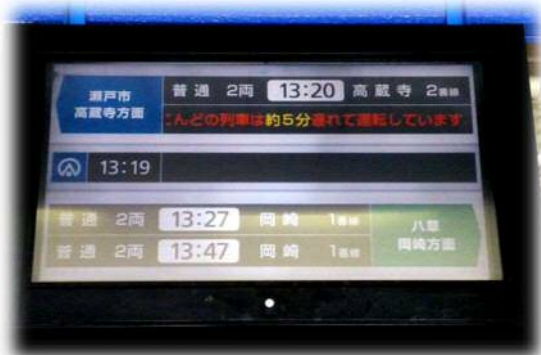 瀬戸市
高蔵寺方面
普通 2両 13:20 高蔵寺 2番線
こんどの列車は約5分遅れて運転しています
13:19
普通 2両 13:27 岡崎 1番線
普通 2両 13:47 岡崎 1番線
八草
岡崎方面